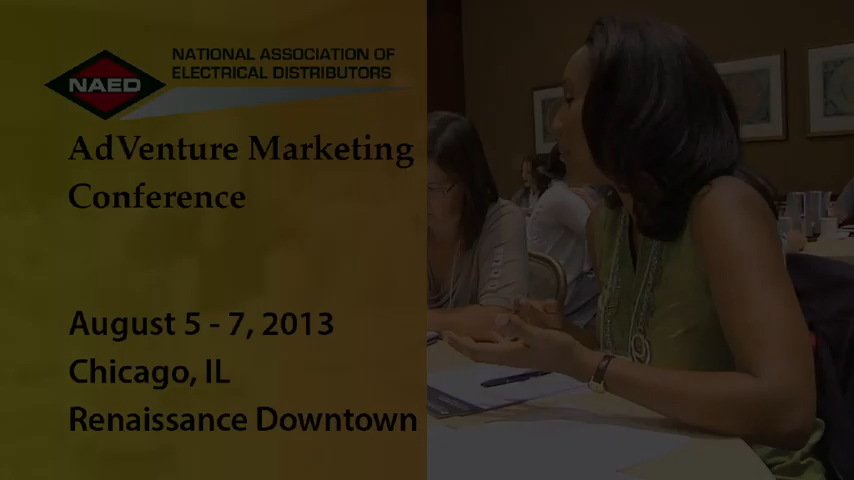 NAED
NATIONAL ASSOCIATION OF
ELECTRICAL DISTRIBUTORS
AdVenture Marketing
Conference
August 5 - 7, 2013
Chicago, IL
Renaissance Downtown